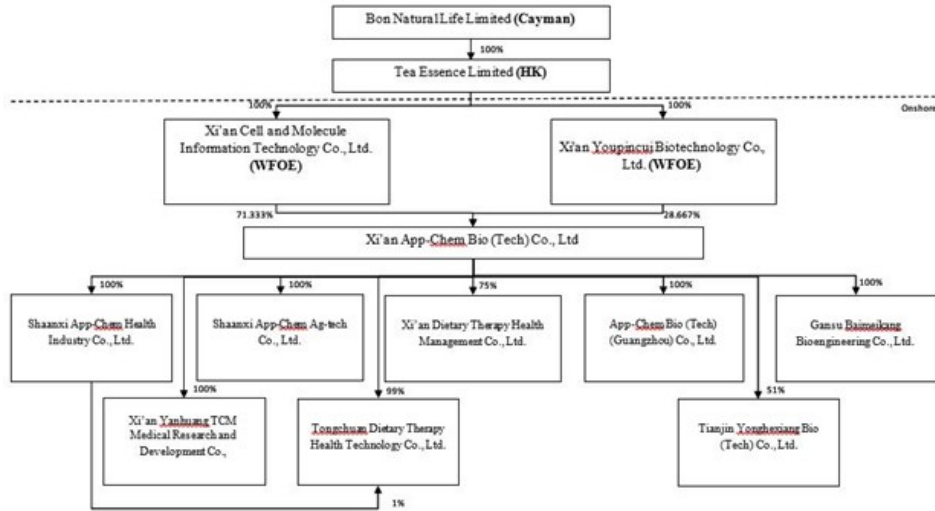 Bon Natural Life Limited (Cayman)
100%
Tea Essence Limited (HK)
Onshore
100%
100%
Xi'an Cell and Molecule
Information Technology Co., Ltd.
(WFOE)
Xi'an Youpincui Biotechnology Co.,
Ltd. (WFOE)
71.333%
28.667%
Xi'an App-Chem Bio (Tech) Co., Ltd
100%
100%
75%
100%
100%
Shaanxi App-Chem Health
Industry Co., Ltd.
Shaanxi App-Chem Ag-tech
Co., Ltd.
Xi'an Dietary Therapy Health
Management Co., Ltd.
App-Chem Bio (Tech)
(Guangzhou) Co., Ltd.
Gansu Baimeikang
Bioengineering Co., Ltd.
100%
99%
51%
Xi'an Yanhuang TCM
Medical Research and
Development Co.,
Tongchuan Dietary Therapy
Health Technology Co., Ltd.
Tianjin Yonghexiang Bio
(Tech) Co., Ltd.
1%